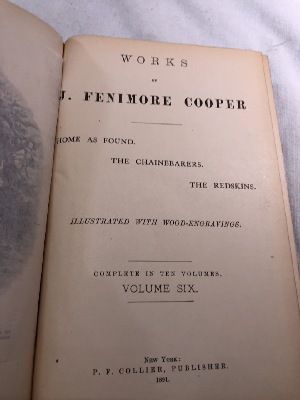 WORKS
OF
J. FENIMORE COOPER
HOME AS FOUND.
THE CHAINBEARERS.
THE REDSKINS.
ILLUSTRATED WITH WOOD-ENGRAVINGS.
COMPLETE IN TEN VOLUMES.
VOLUME SIX.
NEW YORK:
P. F. COLLIER, PUBLISHER.
1891.